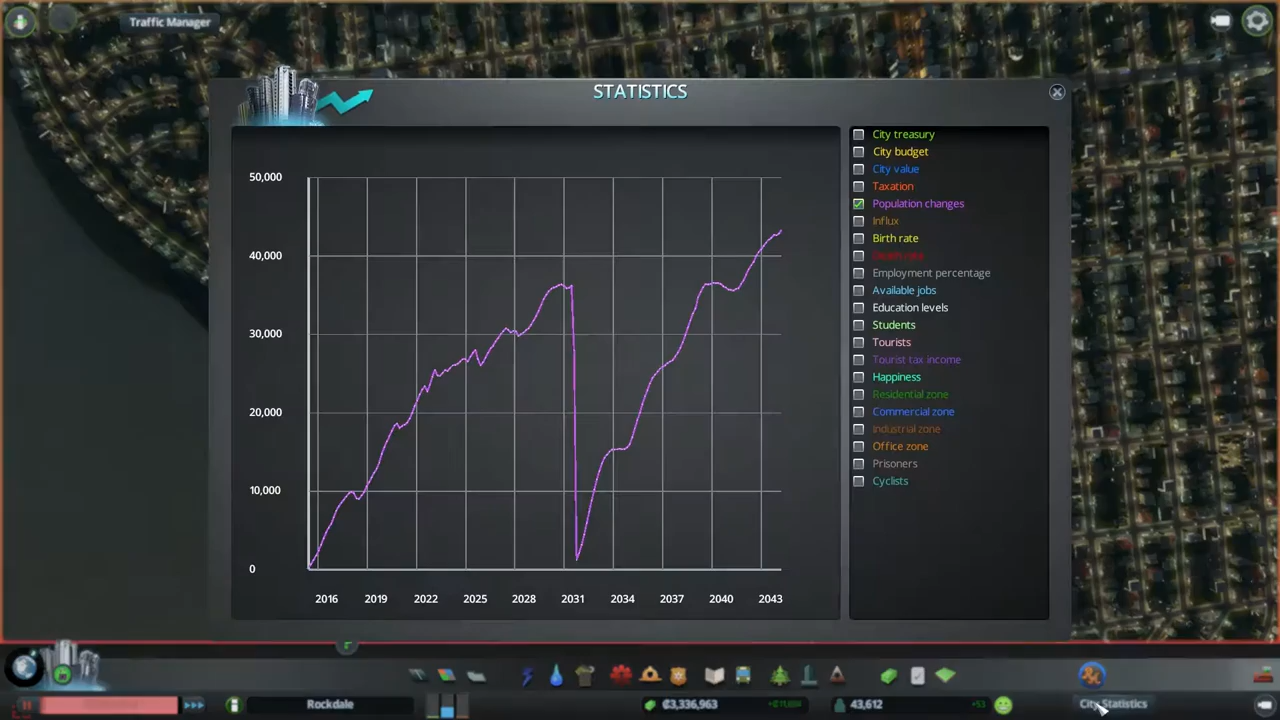 Traffic Manager
STATISTICS
50,000
40,000
30,000
20,000
10,000
0
2016 2019 2022 2025 2028 2031 2034 2037 2040 2043
City treasury
City budget
City value
Taxation
Population changes
Influx
Birth rate
Death rate
Employment percentage
Available jobs
Education levels
Students
Tourists
Tourist tax income
Happiness
Residential zone
Commercial zone
Industrial zone
Office zone
Prisoners
Cyclists
Rockdale
₡3,336,963
43,612
+53
City Statistics